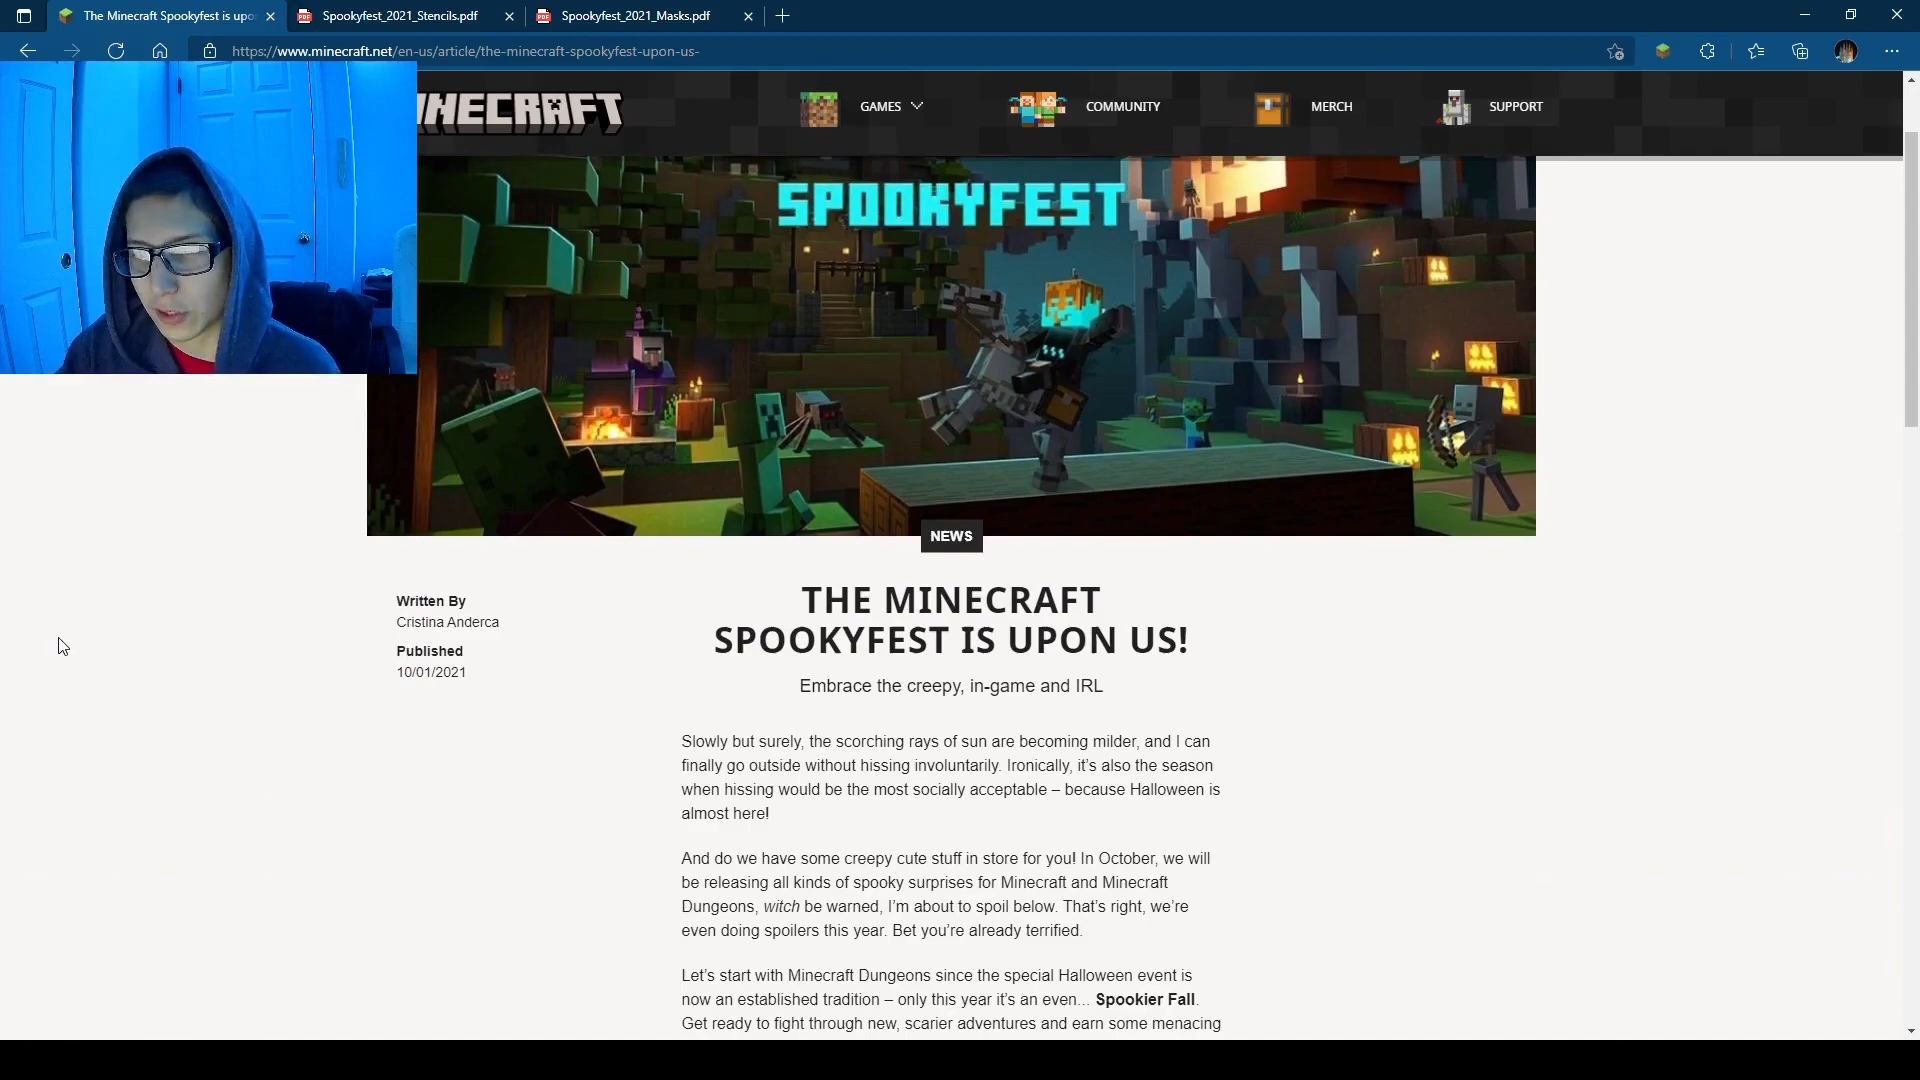 The Minecraft Spookyfest is upo
Spookyfest_2021_Stencils.pdf
Spookyfest_2021_Masks.pdf
https://www.minecraft.net/en-us/article/the-minecraft-spookyfest-upon-us-
INECRAFT
GAMES
COMMUNITY
MERCH
SUPPORT
SPOOKYFEST
NEWS
Written By
Cristina Anderca
Published
10/01/2021
THE MINECRAFT
SPOOKYFEST IS UPON US!
Embrace the creepy, in-game and IRL
Slowly but surely, the scorching rays of sun are becoming milder, and I can
finally go outside without hissing involuntarily. Ironically, it's also the season
when hissing would be the most socially acceptable – because Halloween is
almost here!
And do we have some creepy cute stuff in store for you! In October, we will
be releasing all kinds of spooky surprises for Minecraft and Minecraft
Dungeons, witch be warned, I'm about to spoil below. That's right, we're
even doing spoilers this year. Bet you're already terrified.
Let's start with Minecraft Dungeons since the special Halloween event is
now an established tradition – only this year it's an even... Spookier Fall.
Get ready to fight through new, scarier adventures and earn some menacing